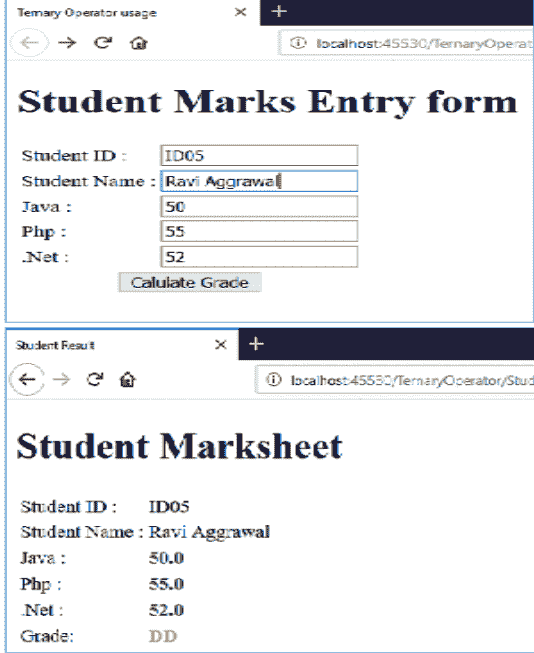 Ternary Operator usage
localhost:45530/TernaryOperat
Student Marks Entry form
Student ID : ID05
Student Name : Ravi Aggrawal
Java : 50
Php : 55
.Net : 52
Calulate Grade
Student Result
localhost:45530/TernaryOperator/Stud
Student Marksheet
Student ID : ID05
Student Name : Ravi Aggrawal
Java : 50.0
Php : 55.0
.Net : 52.0
Grade: DD